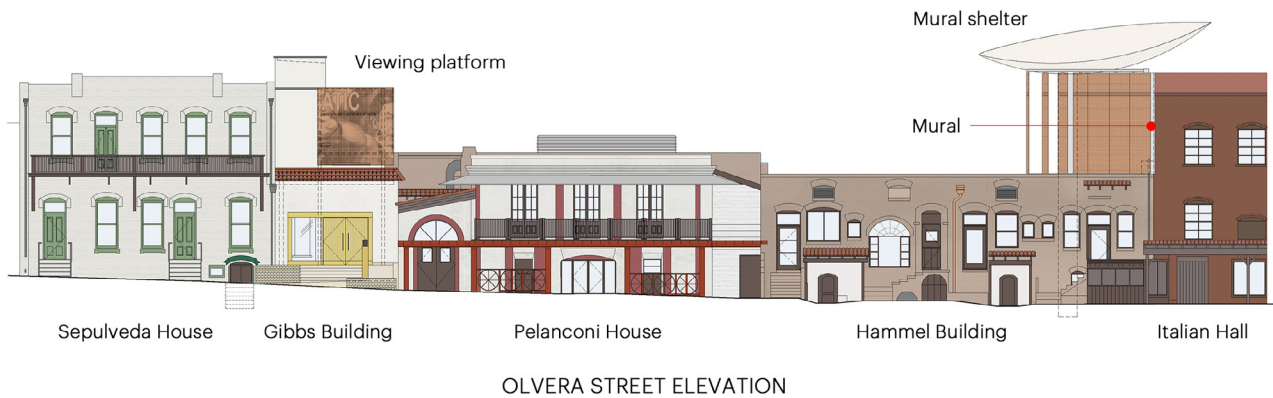 Mural shelter
Viewing platform
Mural
Sepulveda House
Gibbs Building
Pelanconi House
Hammel Building
Italian Hall
OLVERA STREET ELEVATION